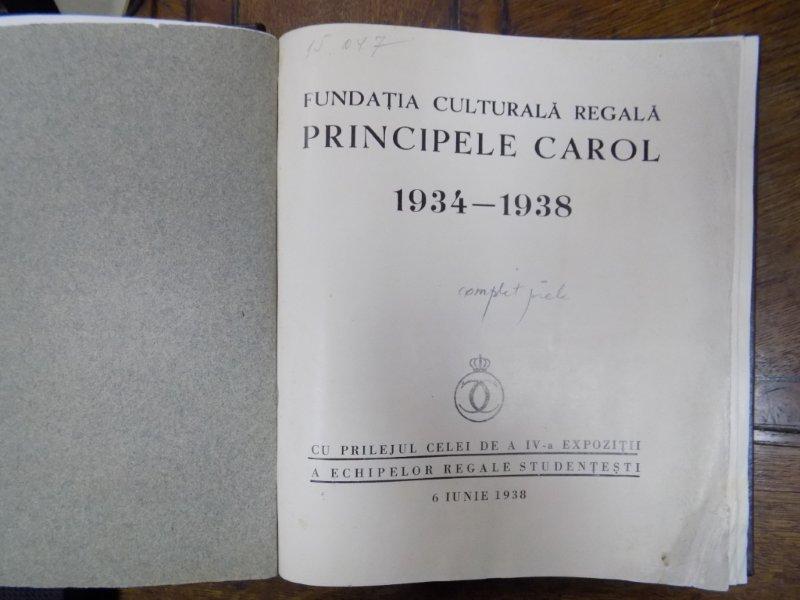 15.047
FUNDAȚIA CULTURALĂ REGALĂ
PRINCIPELE CAROL
1934—1938
complet piele
CU PRILEJUL CELEI DE A IV-a EXPOZIȚII
A ECHIPELOR REGALE STUDENȚEȘTI
6 IUNIE 1938